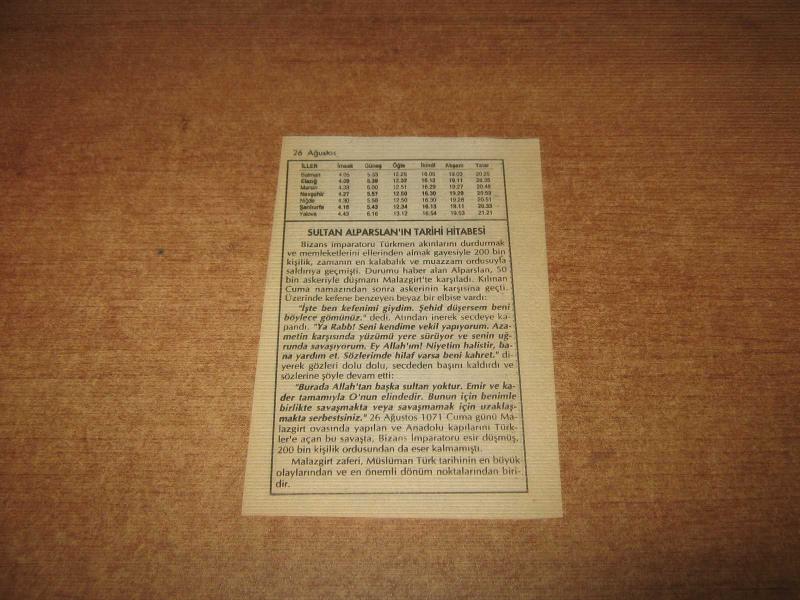 26 Ağustos
İLLER İmsak Güneş Öğle İkindi Akşam Yatsı
Batman 4.05 5.33 12.25 16.05 19.03 20.25
Elazığ 4.09 5.39 12.32 16.12 19.11 20.35
Mersin 4.33 6.00 12.51 16.29 19.27 20.48
Nevşehir 4.27 5.57 12.50 16.30 19.29 20.53
Niğde 4.30 5.58 12.50 16.30 19.28 20.51
Şanlıurfa 4.16 5.43 12.34 16.13 19.11 20.33
Yalova 4.43 6.16 13.12 16.54 19.53 21.21
SULTAN ALPARSLAN'IN TARİHİ HİTABESİ
Bizans imparatoru Türkmen akınlarını durdurmak
ve memleketlerini ellerinden almak gayesiyle 200 bin
kişilik, zamanın en kalabalık ve muazzam ordusuyla
saldırıya geçmişti. Durumu haber alan Alparslan, 50
bin askeriyle düşmanı Malazgirt'te karşıladı. Kılınan
Cuma namazından sonra askerinin karşısına geçti.
Üzerinde kefene benzeyen beyaz bir elbise vardı:
"İşte ben kefenimi giydim. Şehid düşersem beni
böylece gömünüz." dedi. Atından inerek secdeye ka-
pandı. "Ya Rabb! Seni kendime vekil yapıyorum. Aza-
metin karşısında yüzümü yere sürüyor ve senin uğ-
runda savaşıyorum. Ey Allah'ım! Niyetim halistir, ba-
na yardım et. Sözlerimde hilaf varsa beni kahret." di-
yerek gözleri dolu dolu, secdeden başını kaldırdı ve
sözlerine şöyle devam etti:
"Burada Allah'tan başka sultan yoktur. Emir ve ka-
der tamamıyla O'nun elindedir. Bunun için benimle
birlikte savaşmakta veya savaşmamak için uzaklaş-
makta serbestsiniz." 26 Ağustos 1071 Cuma günü Ma-
lazgirt ovasında yapılan ve Anadolu kapılarını Türk-
ler'e açan bu savaşta, Bizans İmparatoru esir düşmüş,
200 bin kişilik ordusundan da eser kalmamıştı.
Malazgirt zaferi, Müslüman Türk tarihinin en büyük
olaylarından ve en önemli dönüm noktalarından biri-
dir.